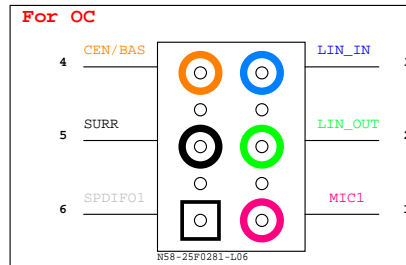 For OC
4 CEN/BAS LIN_IN
5 SURR LIN_OUT
6 SPDIFO1 MIC1
N58-25F0281-L06